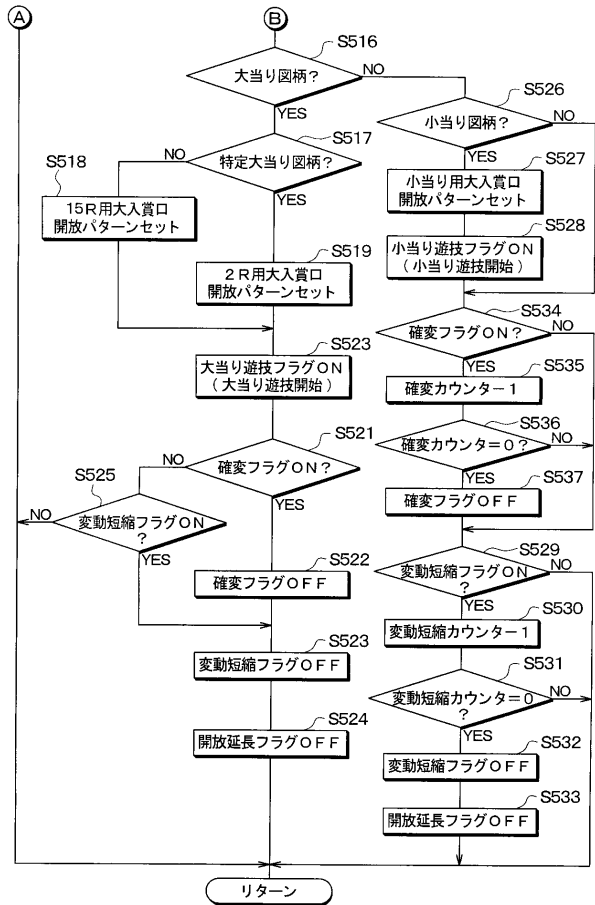 A
B
S516
大当り図柄？
NO
YES
S517
特定大当り図柄？
NO
YES
S518
15R用大入賞口
開放パターンセット
S519
2R用大入賞口
開放パターンセット
S523
大当り遊技フラグON
（大当り遊技開始）
S521
確変フラグON？
NO
YES
S525
変動短縮フラグON
？
NO
YES
S522
確変フラグOFF
S523
変動短縮フラグOFF
S524
開放延長フラグOFF
S526
小当り図柄？
NO
YES
S527
小当り用大入賞口
開放パターンセット
S528
小当り遊技フラグON
（小当り遊技開始）
S534
確変フラグON？
NO
YES
S535
確変カウンタ−1
S536
確変カウンタ＝0？
NO
YES
S537
確変フラグOFF
S529
変動短縮フラグON
？
NO
YES
S530
変動短縮カウンタ−1
S531
変動短縮カウンタ＝0
？
NO
YES
S532
変動短縮フラグOFF
S533
開放延長フラグOFF
リターン